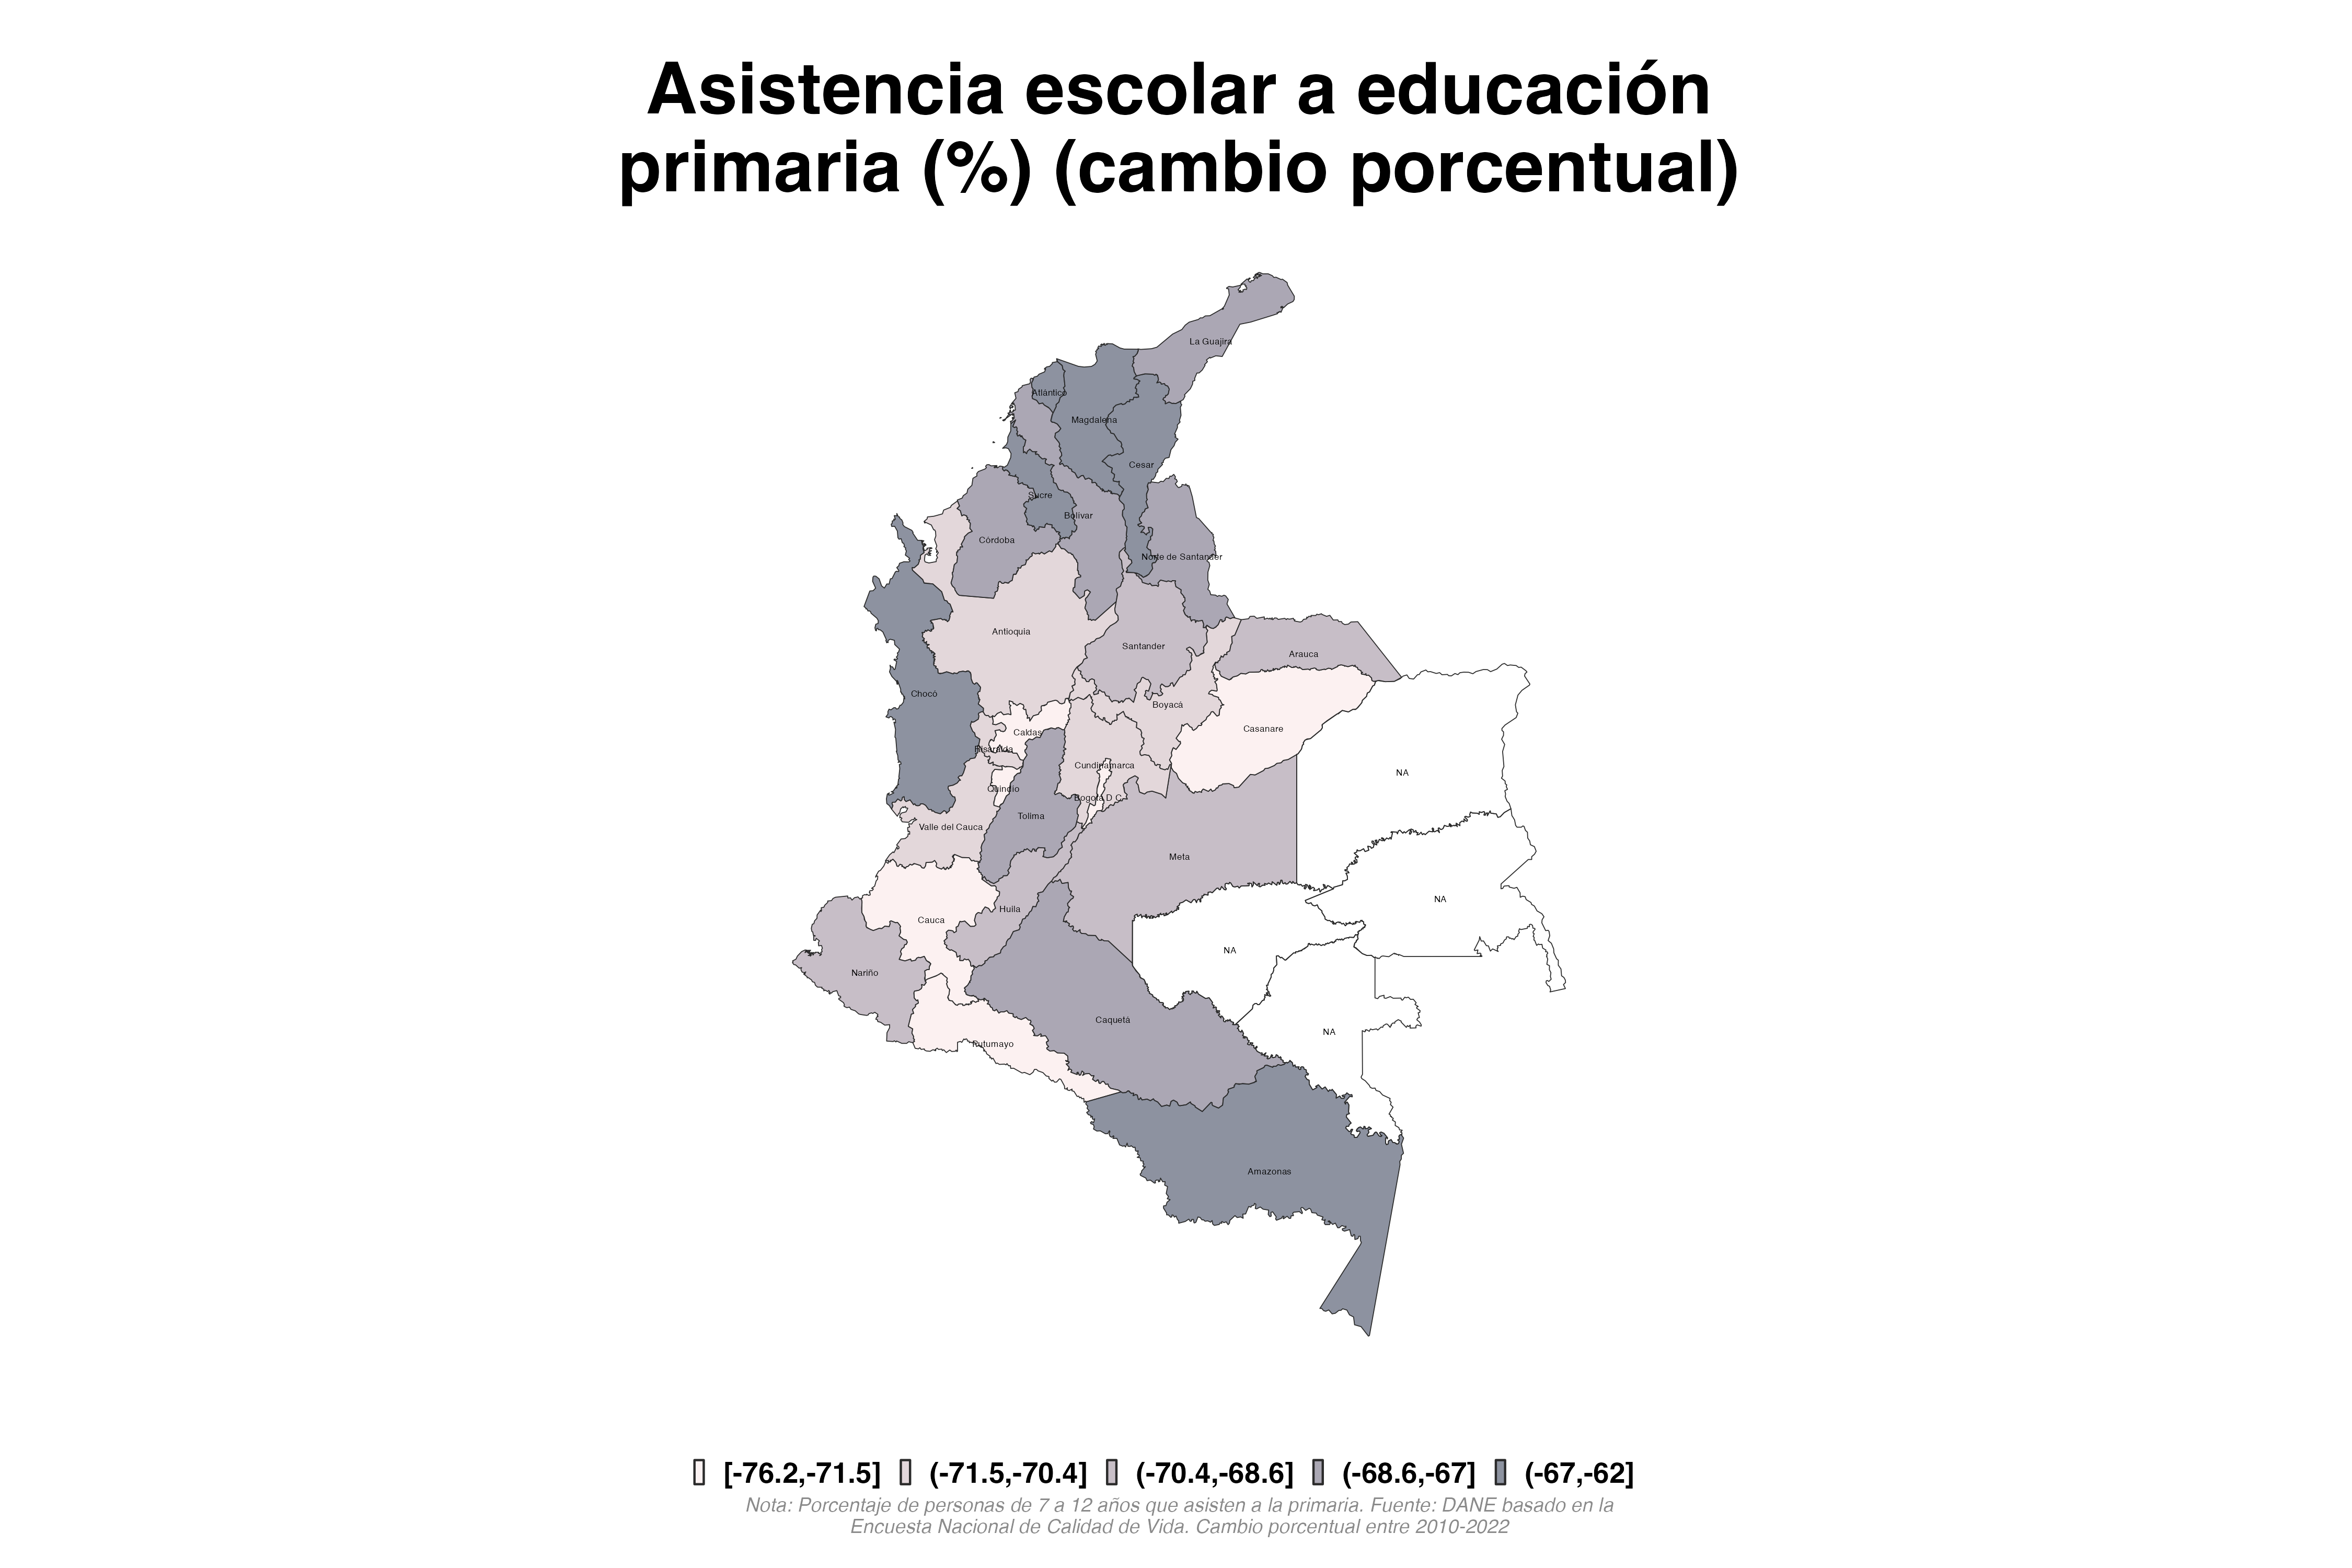 Asistencia escolar a educación
primaria (%) (cambio porcentual)
La Guajira
Atlántico
Magdalena
Cesar
Sucre
Bolívar
Córdoba
Norte de Santander
Antioquia
Santander
Arauca
Chocó
Boyacá
Casanare
Caldas
Risaralda
Cundinamarca
NA
Quindío
Bogotá D C
Tolima
Valle del Cauca
Meta
NA
Huila
Cauca
NA
Nariño
Caquetá
NA
Putumayo
Amazonas
[-76.2,-71.5] (-71.5,-70.4] (-70.4,-68.6] (-68.6,-67] (-67,-62]
Nota: Porcentaje de personas de 7 a 12 años que asisten a la primaria. Fuente: DANE basado en la
Encuesta Nacional de Calidad de Vida. Cambio porcentual entre 2010-2022